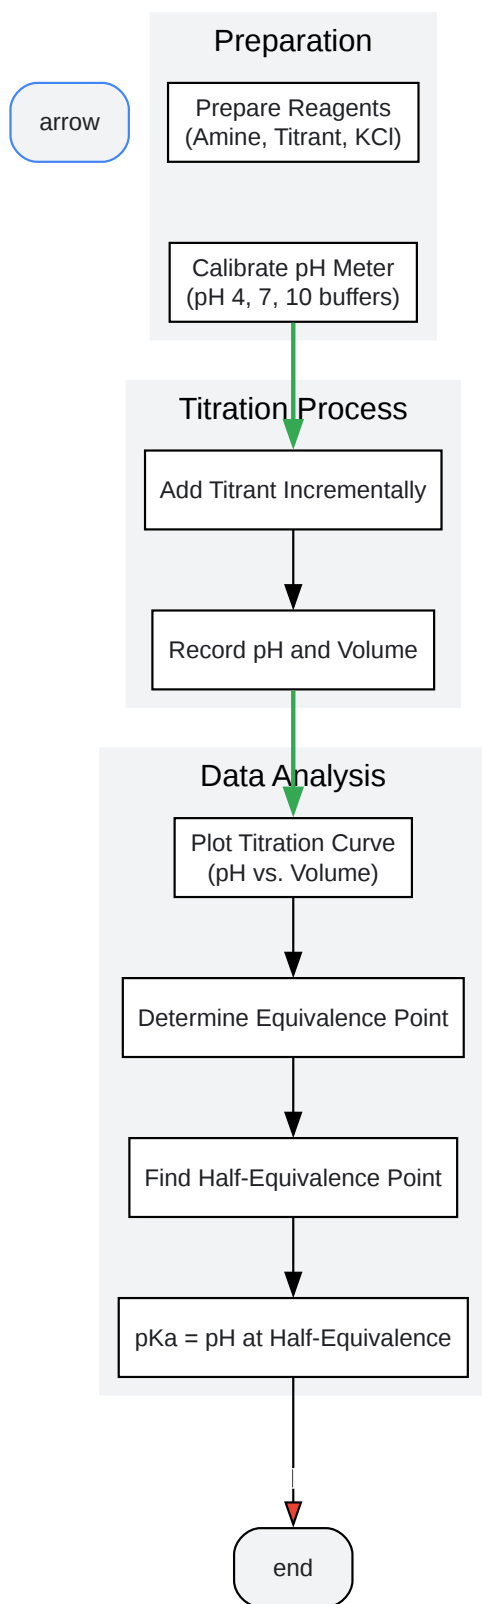 Preparation
arrow
Prepare Reagents
(Amine, Titrant, KCl)
Calibrate pH Meter
(pH 4, 7, 10 buffers)
Titration Process
Add Titrant Incrementally
Record pH and Volume
Data Analysis
Plot Titration Curve
(pH vs. Volume)
Determine Equivalence Point
Find Half-Equivalence Point
pKa = pH at Half-Equivalence
end